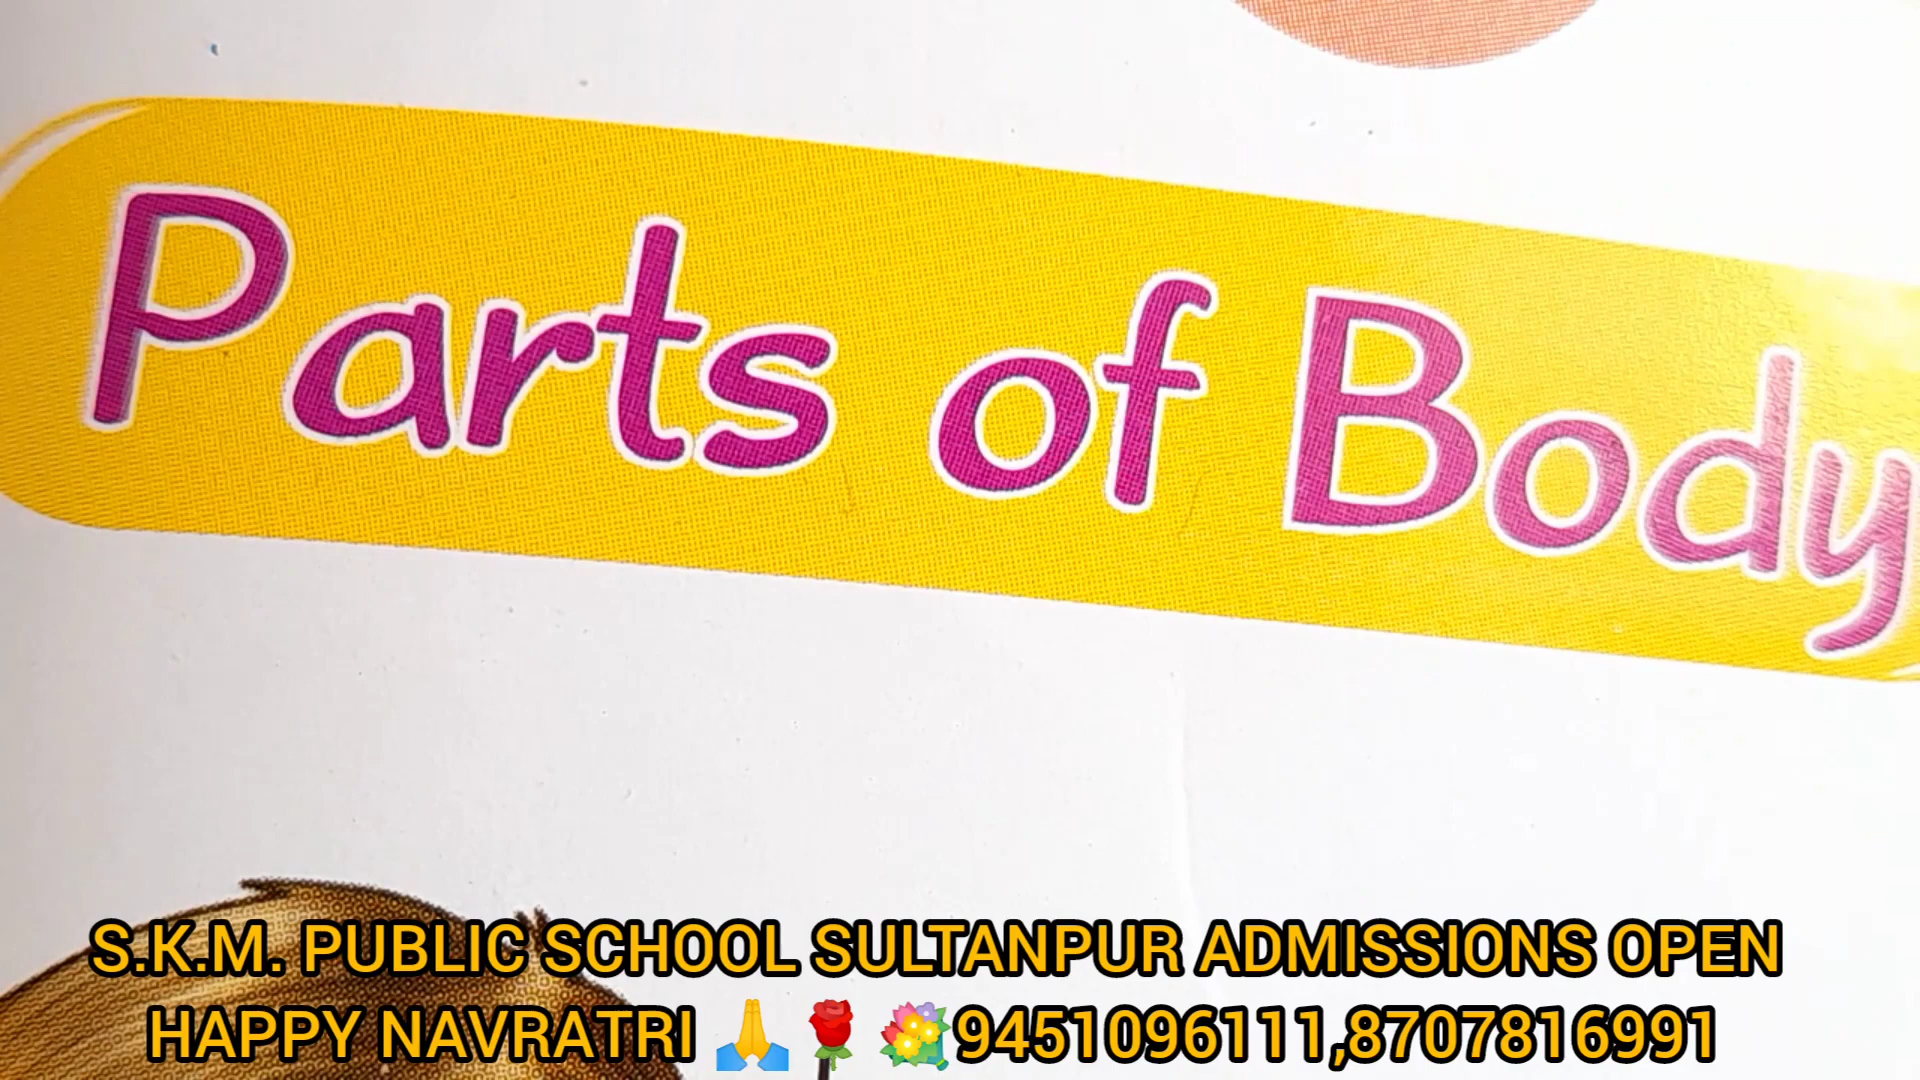 Parts of Body
S.K.M. PUBLIC SCHOOL SULTANPUR ADMISSIONS OPEN
HAPPY NAVRATRI 🙏🌹💐9451096111,8707816991